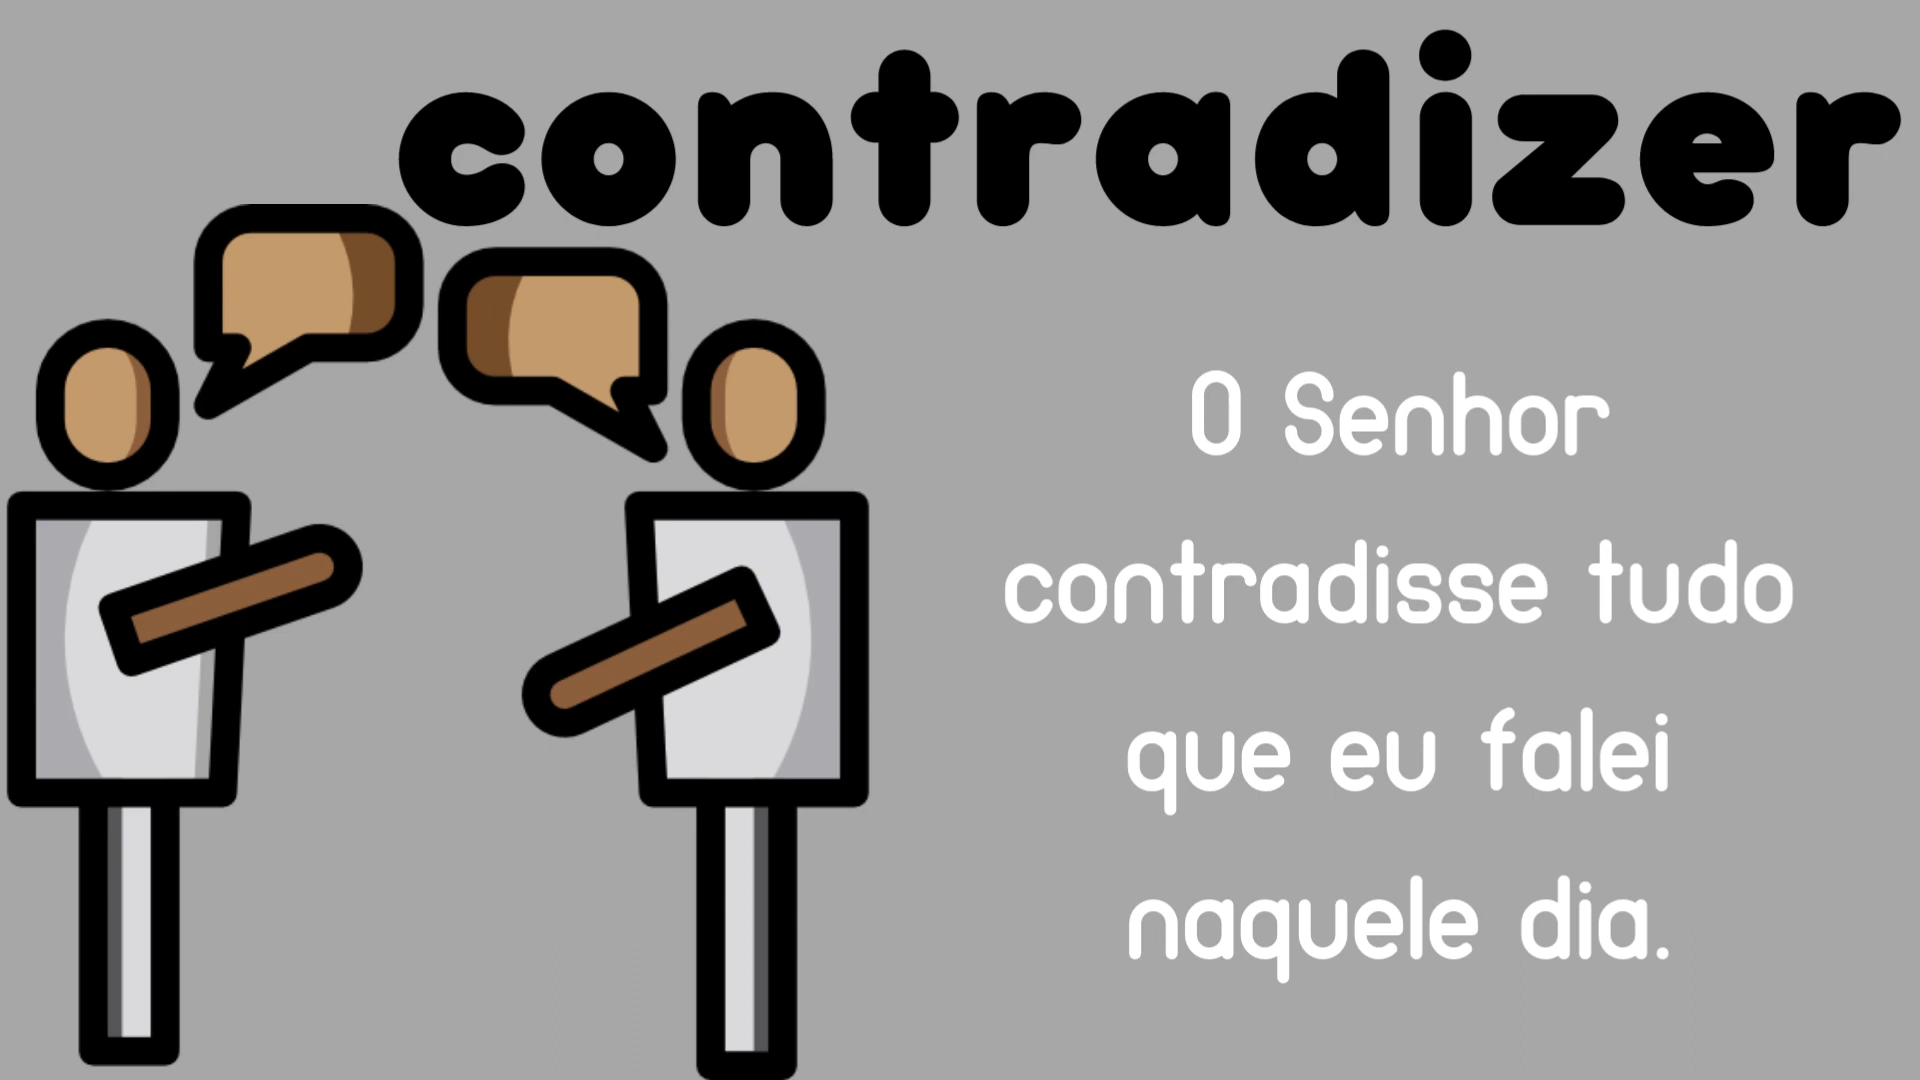 contradizer
O Senhor
contradisse tudo
que eu falei
naquele dia.